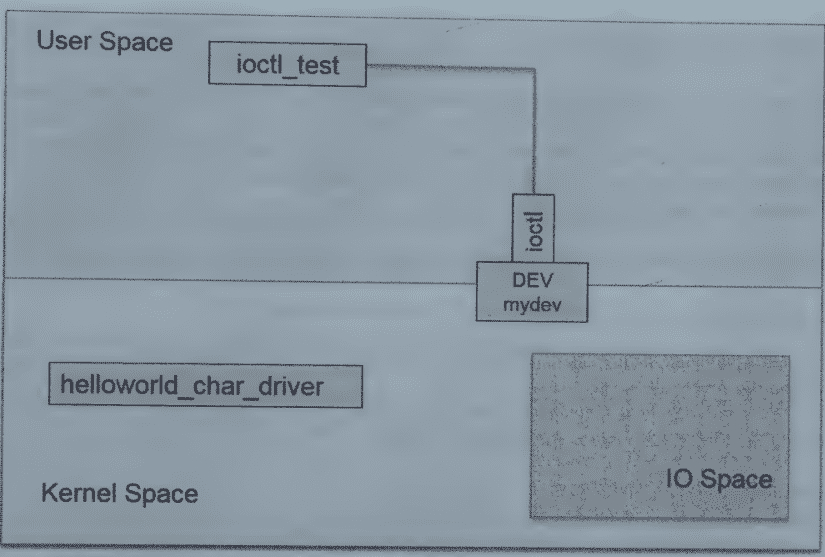 User Space
ioctl_test
ioctl
DEV
mydev
helloworld_char_driver
IO Space
Kernel Space